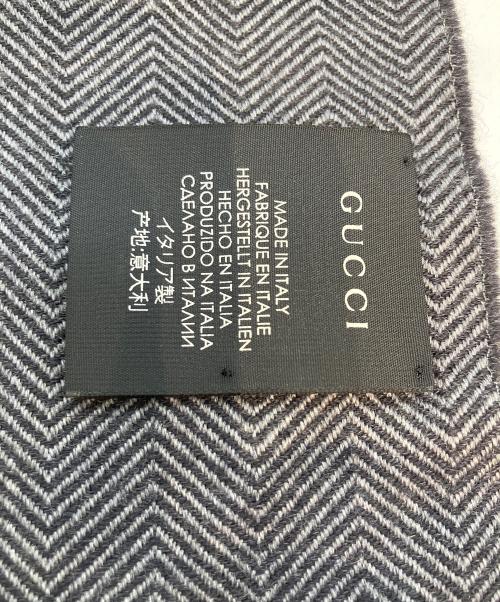 GUCCI
MADE IN ITALY
FABRIQUE EN ITALIE
HERGESTELLT IN ITALIEN
HECHO EN ITALIA
PRODUZIDO NA ITALIA
СДЕЛАНО В ИТАЛИИ
イタリア製
产地:意大利